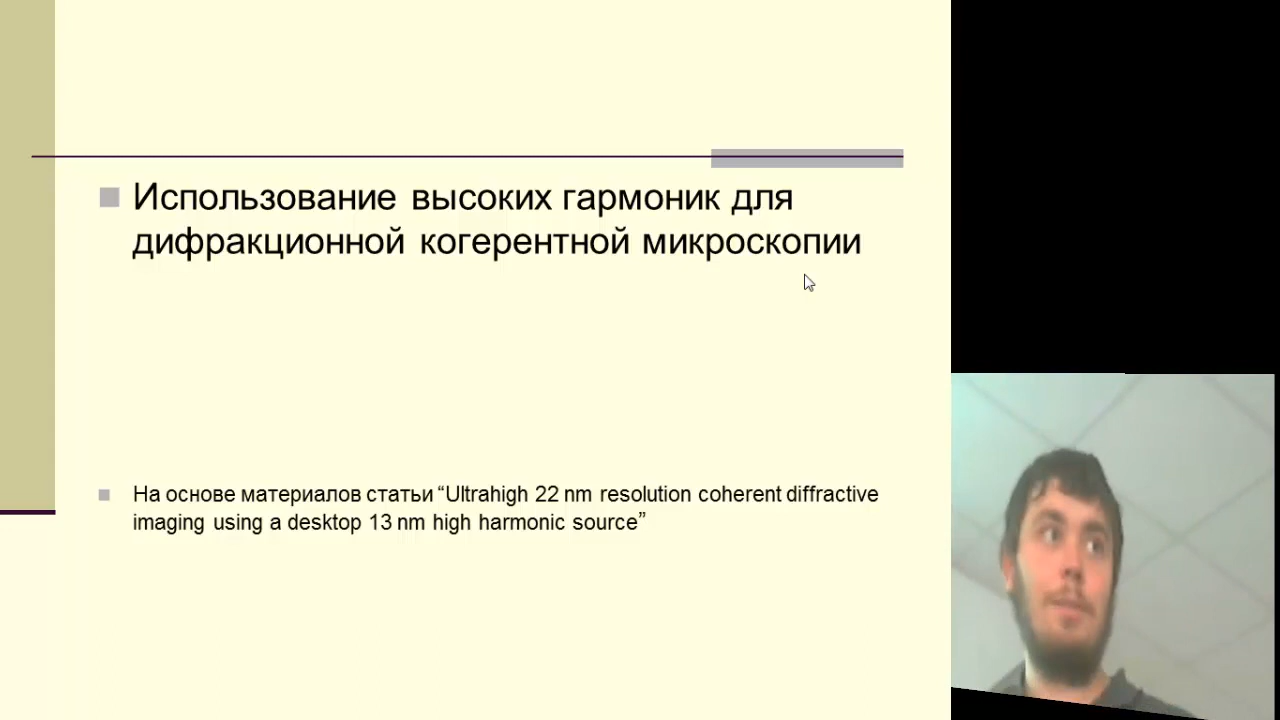 Использование высоких гармоник для
дифракционной когерентной микроскопии
На основе материалов статьи “Ultrahigh 22 nm resolution coherent diffractive
imaging using a desktop 13 nm high harmonic source”